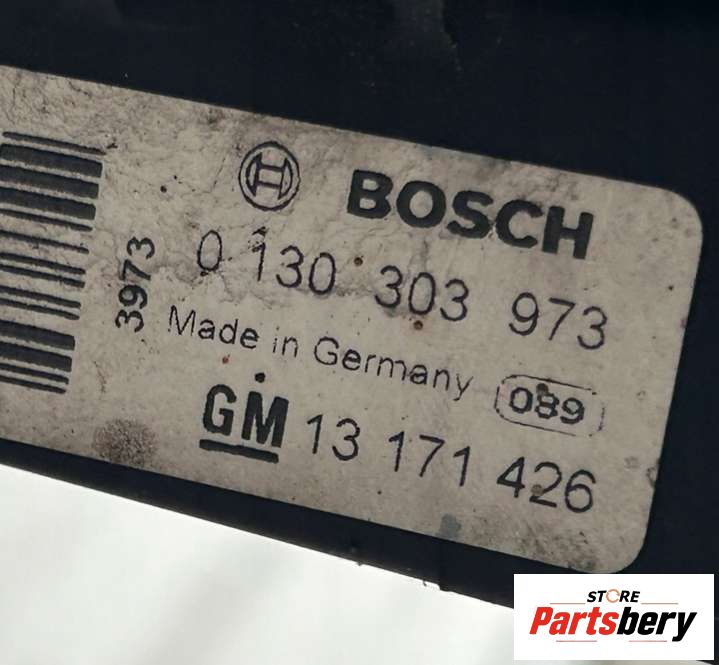 BOSCH
0 130 303 973
3973
Made in Germany 089
GM 13 171 426
STORE
Partsbery